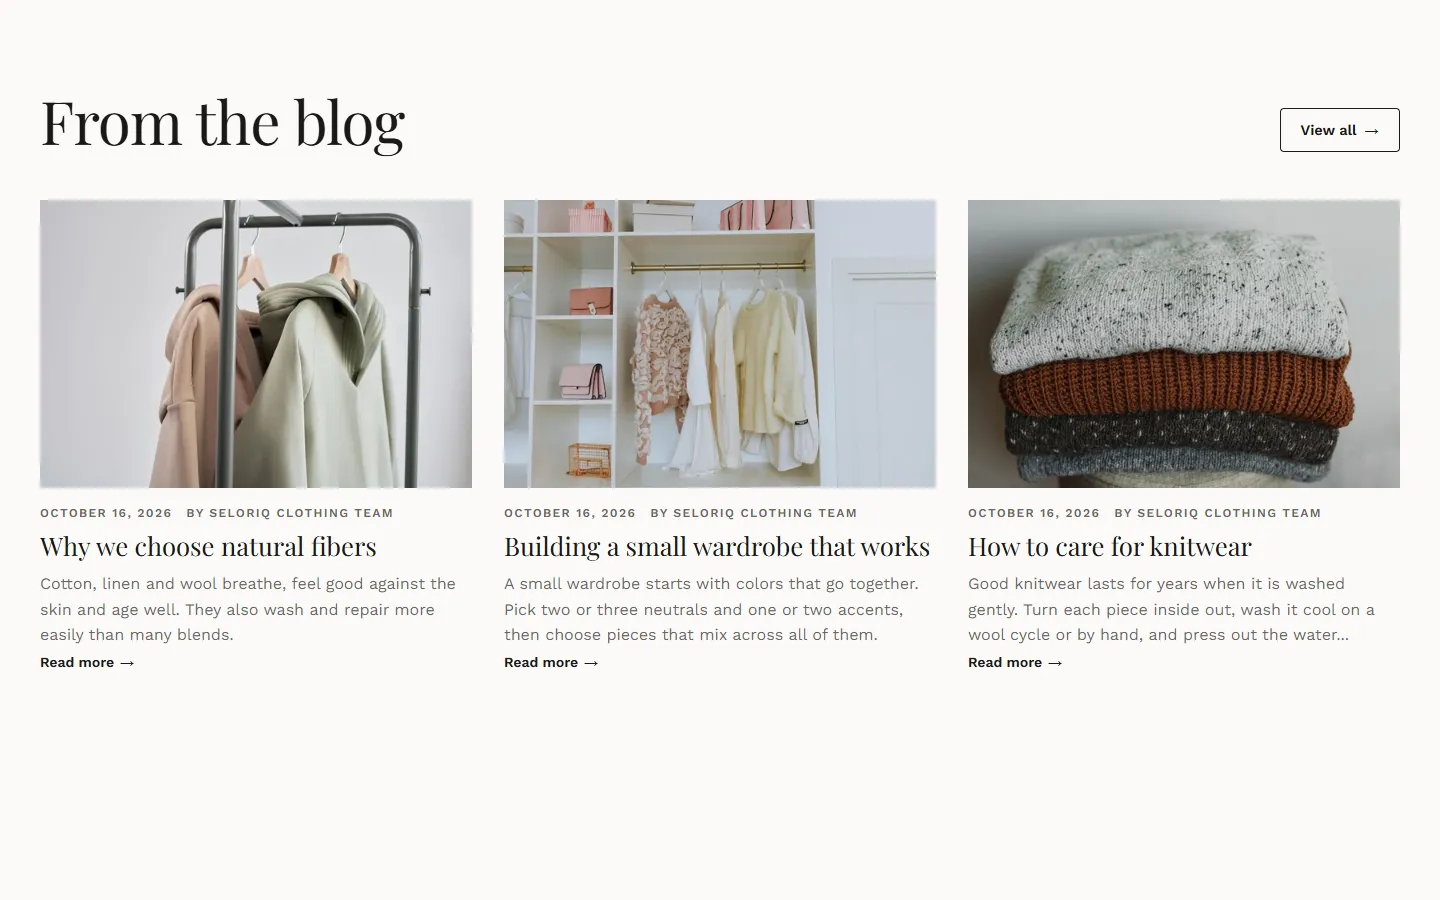 From the blog
View all →
OCTOBER 16, 2026 BY SELORIQ CLOTHING TEAM
Why we choose natural fibers
Cotton, linen and wool breathe, feel good against the
skin and age well. They also wash and repair more
easily than many blends.
Read more →
OCTOBER 16, 2026 BY SELORIQ CLOTHING TEAM
Building a small wardrobe that works
A small wardrobe starts with colors that go together.
Pick two or three neutrals and one or two accents,
then choose pieces that mix across all of them.
Read more →
OCTOBER 16, 2026 BY SELORIQ CLOTHING TEAM
How to care for knitwear
Good knitwear lasts for years when it is washed
gently. Turn each piece inside out, wash it cool on a
wool cycle or by hand, and press out the water...
Read more →